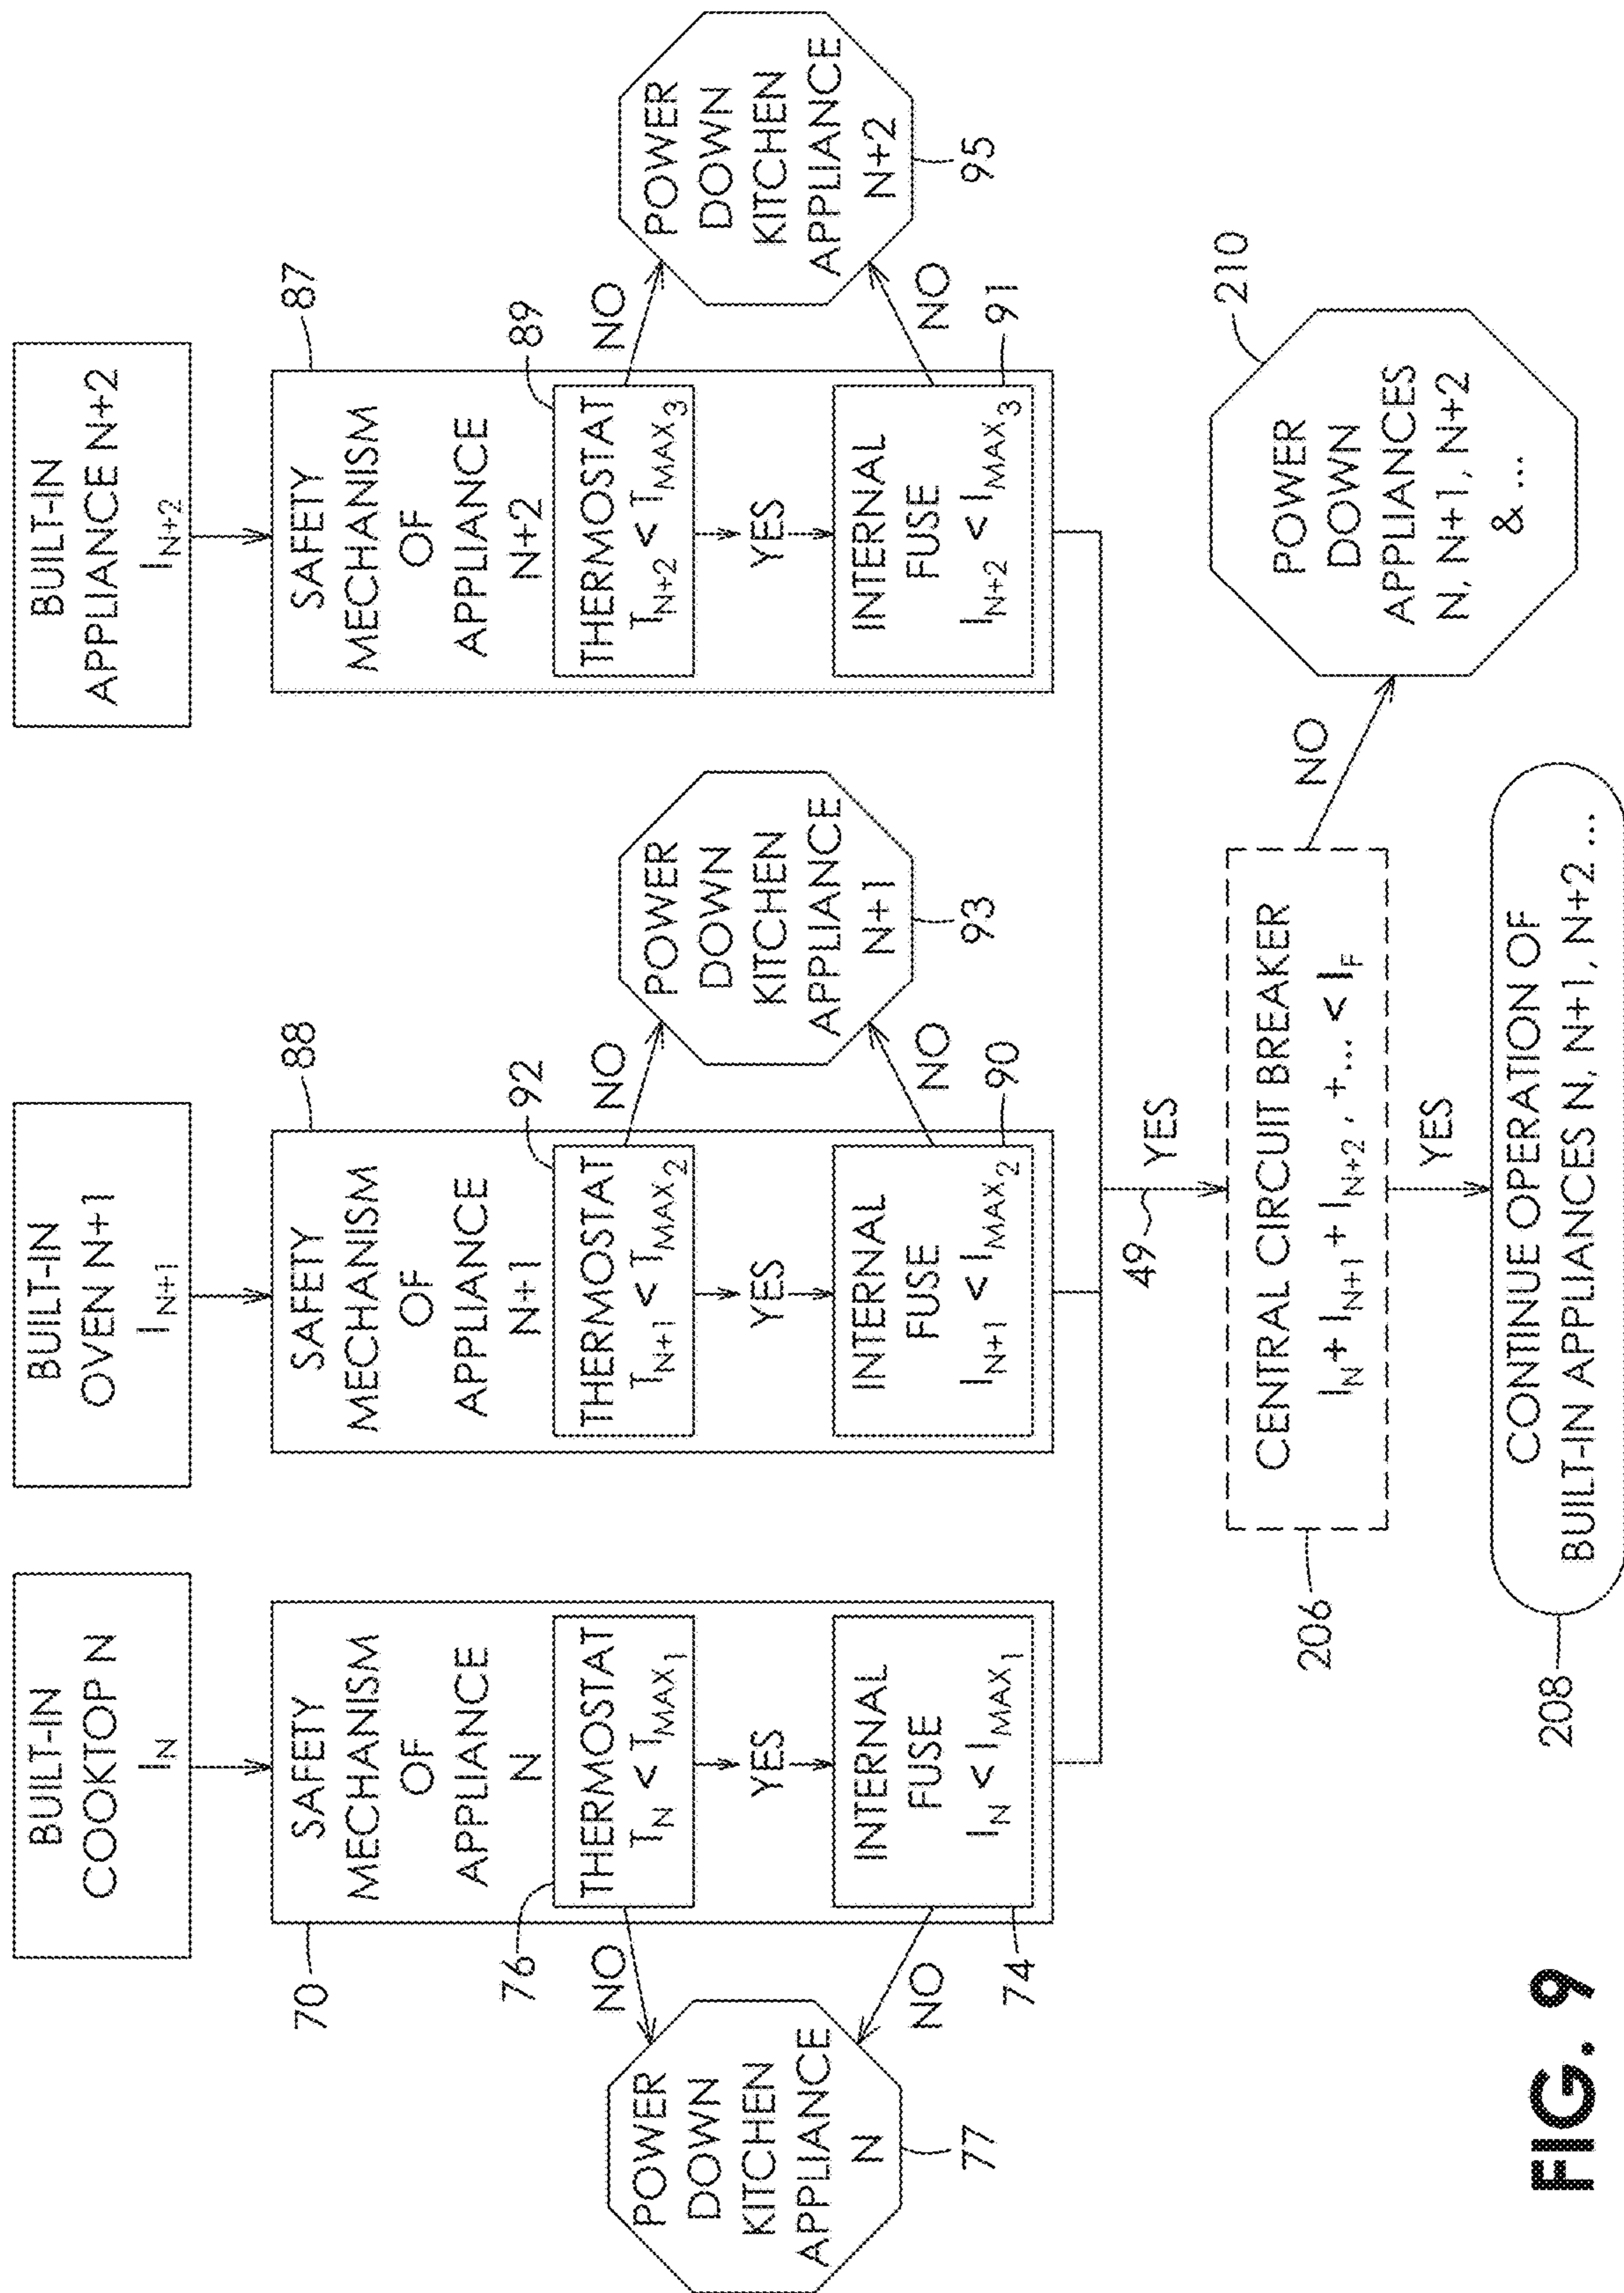 BUILT-IN
COOKTOP N
I_N
70
SAFETY
MECHANISM
OF
APPLIANCE
N
76
THERMOSTAT
T_N < T_MAX_1
NO
YES
INTERNAL
FUSE
I_N < I_MAX_1
NO
74
POWER
DOWN
KITCHEN
APPLIANCE
N
77
BUILT-IN
OVEN N+1
I_N+1
88
SAFETY
MECHANISM
OF
APPLIANCE
N+1
92
THERMOSTAT
T_N+1 < T_MAX_2
NO
YES
INTERNAL
FUSE
I_N+1 < I_MAX_2
NO
90
POWER
DOWN
KITCHEN
APPLIANCE
N+1
93
BUILT-IN
APPLIANCE N+2
I_N+2
87
SAFETY
MECHANISM
OF
APPLIANCE
N+2
89
THERMOSTAT
T_N+2 < T_MAX_3
NO
YES
INTERNAL
FUSE
I_N+2 < I_MAX_3
NO
91
POWER
DOWN
KITCHEN
APPLIANCE
N+2
95
49
YES
CENTRAL CIRCUIT BREAKER
I_N + I_N+1 + I_N+2, +... < I_F
206
NO
210
POWER
DOWN
APPLIANCES
N, N+1, N+2
& ...
YES
208
CONTINUE OPERATION OF
BUILT-IN APPLIANCES N, N+1, N+2 ...
FIG. 9